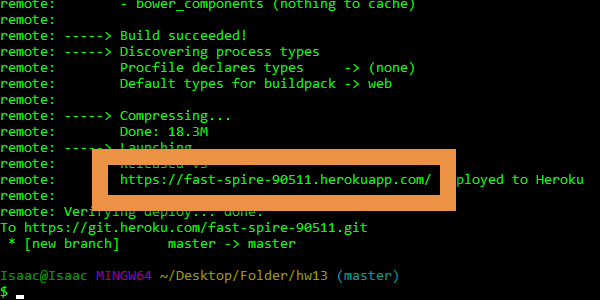 remote:        - bower_components (nothing to cache)
remote:
remote: -----> Build succeeded!
remote: -----> Discovering process types
remote:        Procfile declares types     -> (none)
remote:        Default types for buildpack -> web
remote:
remote: -----> Compressing...
remote:        Done: 18.3M
remote: -----> Launching
remote:        Released
remote:        https://fast-spire-90511.herokuapp.com/ ployed to Heroku
remote:
remote: Verifying deploy... done.
To https://git.heroku.com/fast-spire-90511.git
 * [new branch]      master -> master
Isaac@Isaac MINGW64 ~/Desktop/Folder/hw13 (master)
$